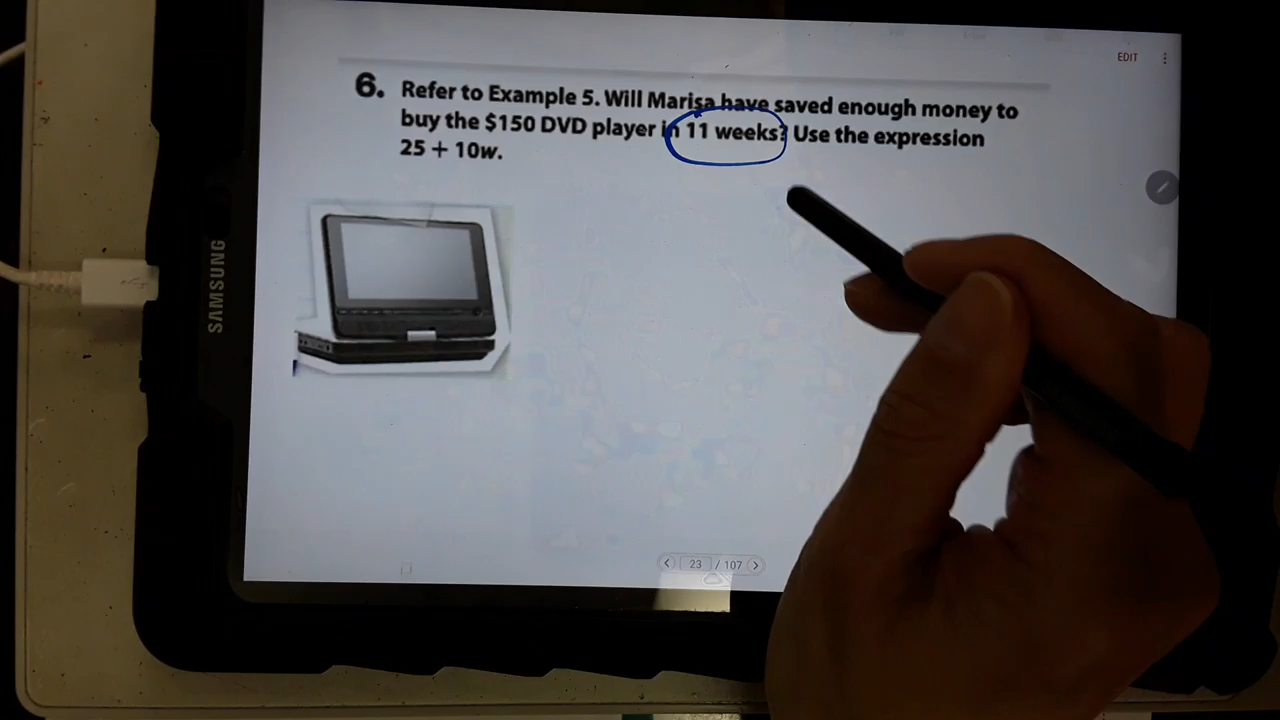 EDIT
6. Refer to Example 5. Will Marisa have saved enough money to
buy the $150 DVD player in 11 weeks? Use the expression
25 + 10w.
SAMSUNG
23 / 107